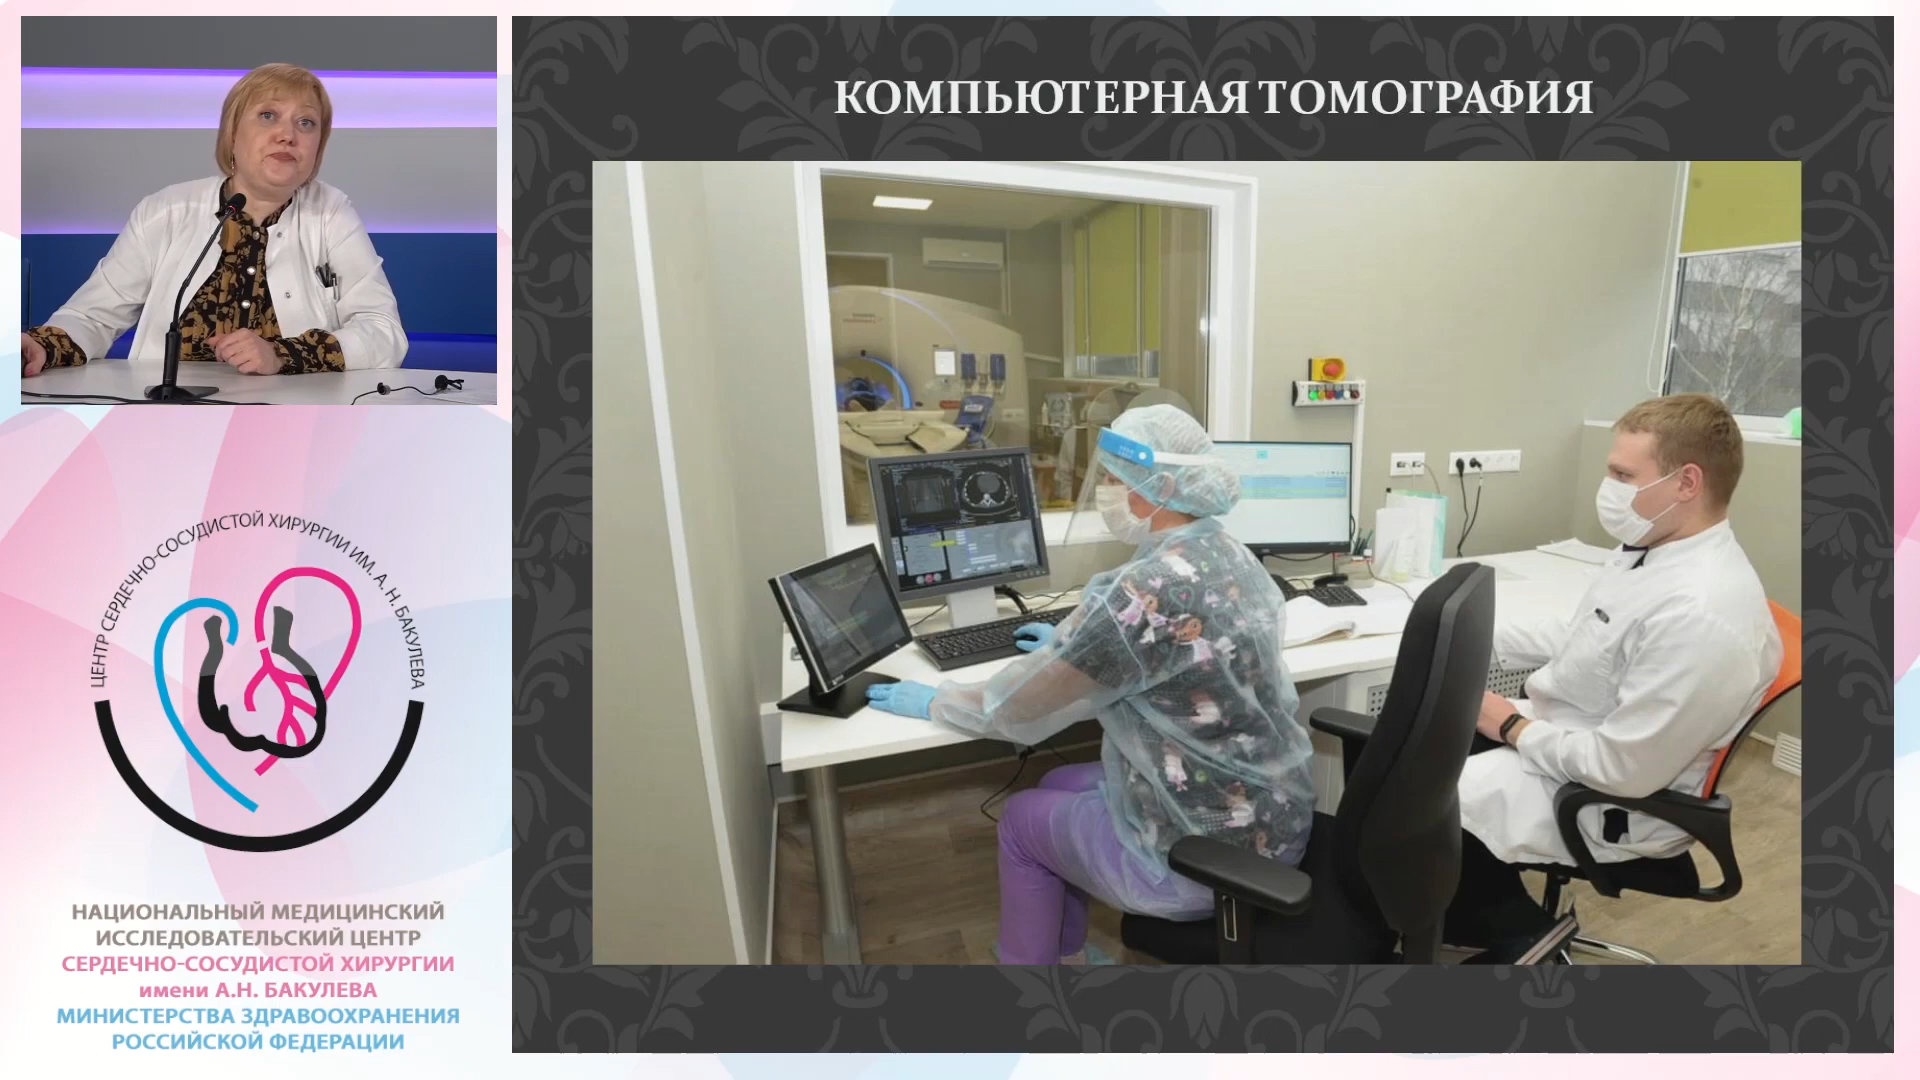 КОМПЬЮТЕРНАЯ ТОМОГРАФИЯ
ЦЕНТР СЕРДЕЧНО-СОСУДИСТОЙ ХИРУРГИИ ИМ. А. Н. БАКУЛЕВА
НАЦИОНАЛЬНЫЙ МЕДИЦИНСКИЙ
ИССЛЕДОВАТЕЛЬСКИЙ ЦЕНТР
СЕРДЕЧНО-СОСУДИСТОЙ ХИРУРГИИ
имени А.Н. БАКУЛЕВА
МИНИСТЕРСТВА ЗДРАВООХРАНЕНИЯ
РОССИЙСКОЙ ФЕДЕРАЦИИ